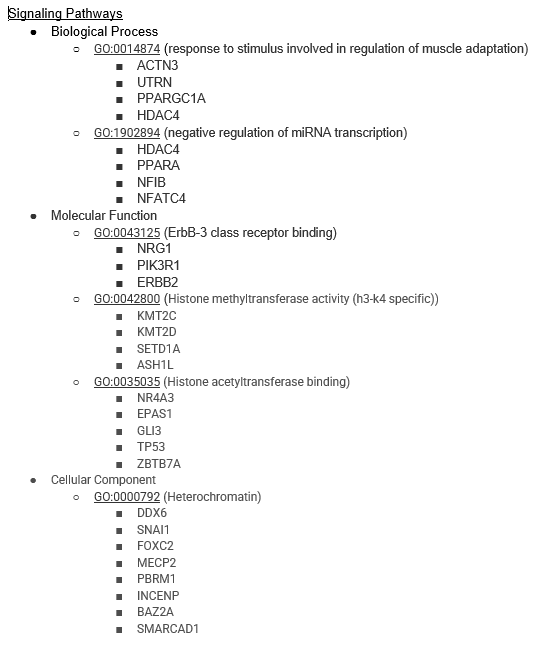 Signaling Pathways
● Biological Process
○ GO:0014874 (response to stimulus involved in regulation of muscle adaptation)
■ ACTN3
■ UTRN
■ PPARGC1A
■ HDAC4
○ GO:1902894 (negative regulation of miRNA transcription)
■ HDAC4
■ PPARA
■ NFIB
■ NFATC4
● Molecular Function
○ GO:0043125 (ErbB-3 class receptor binding)
■ NRG1
■ PIK3R1
■ ERBB2
○ GO:0042800 (Histone methyltransferase activity (h3-k4 specific))
■ KMT2C
■ KMT2D
■ SETD1A
■ ASH1L
○ GO:0035035 (Histone acetyltransferase binding)
■ NR4A3
■ EPAS1
■ GLI3
■ TP53
■ ZBTB7A
● Cellular Component
○ GO:0000792 (Heterochromatin)
■ DDX6
■ SNAI1
■ FOXC2
■ MECP2
■ PBRM1
■ INCENP
■ BAZ2A
■ SMARCAD1